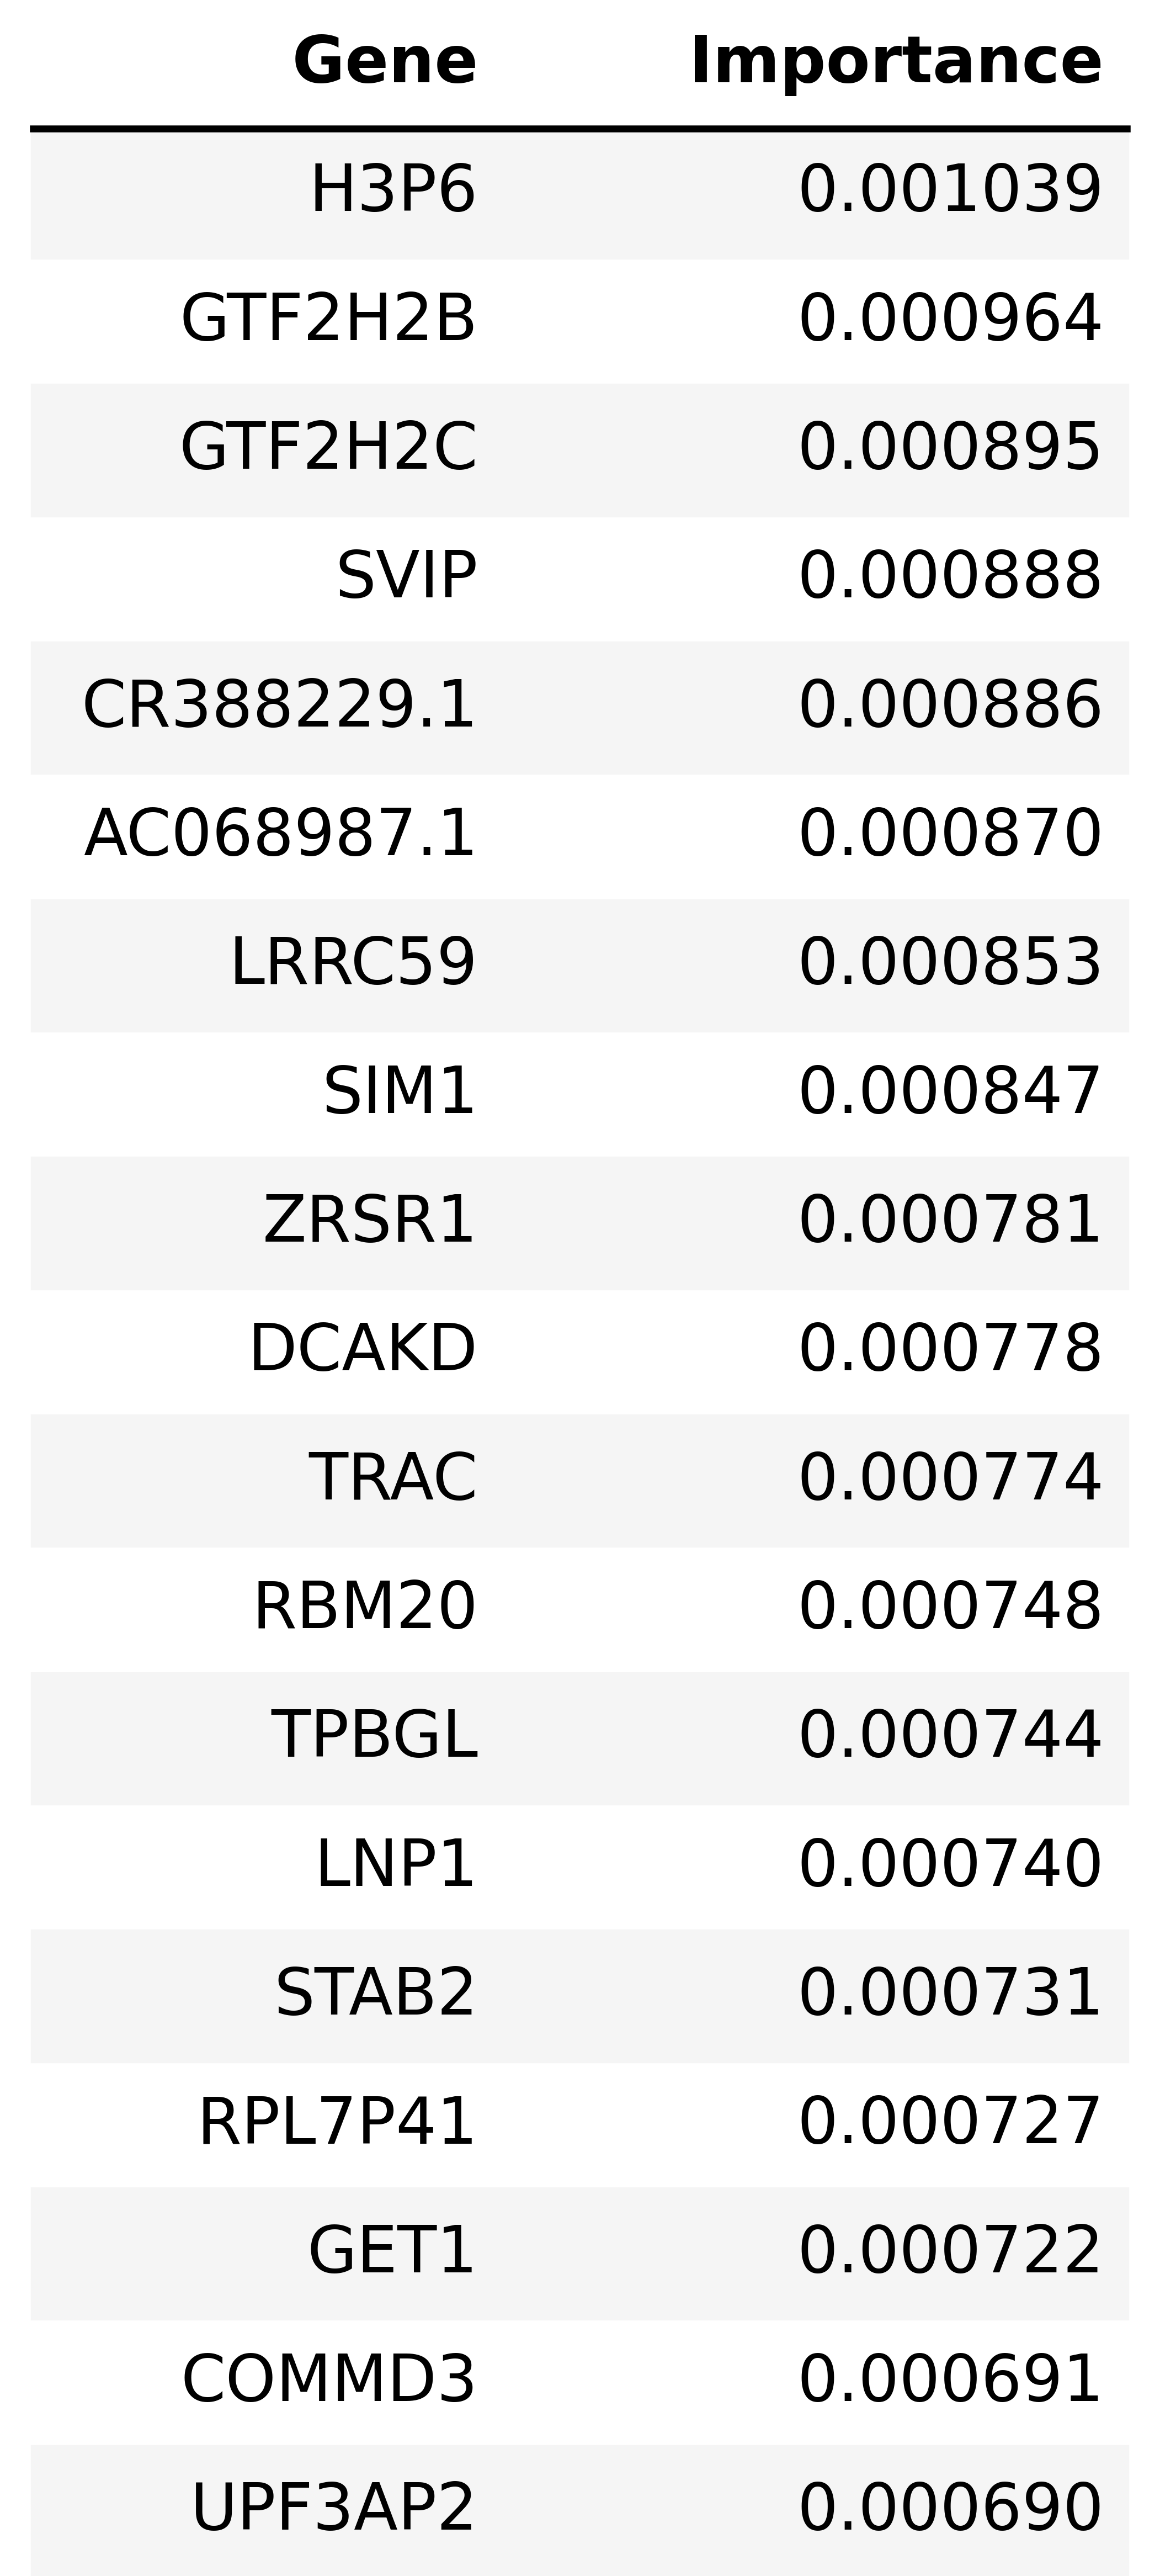 Gene Importance
H3P6 0.001039
GTF2H2B 0.000964
GTF2H2C 0.000895
SVIP 0.000888
CR388229.1 0.000886
AC068987.1 0.000870
LRRC59 0.000853
SIM1 0.000847
ZRSR1 0.000781
DCAKD 0.000778
TRAC 0.000774
RBM20 0.000748
TPBGL 0.000744
LNP1 0.000740
STAB2 0.000731
RPL7P41 0.000727
GET1 0.000722
COMMD3 0.000691
UPF3AP2 0.000690